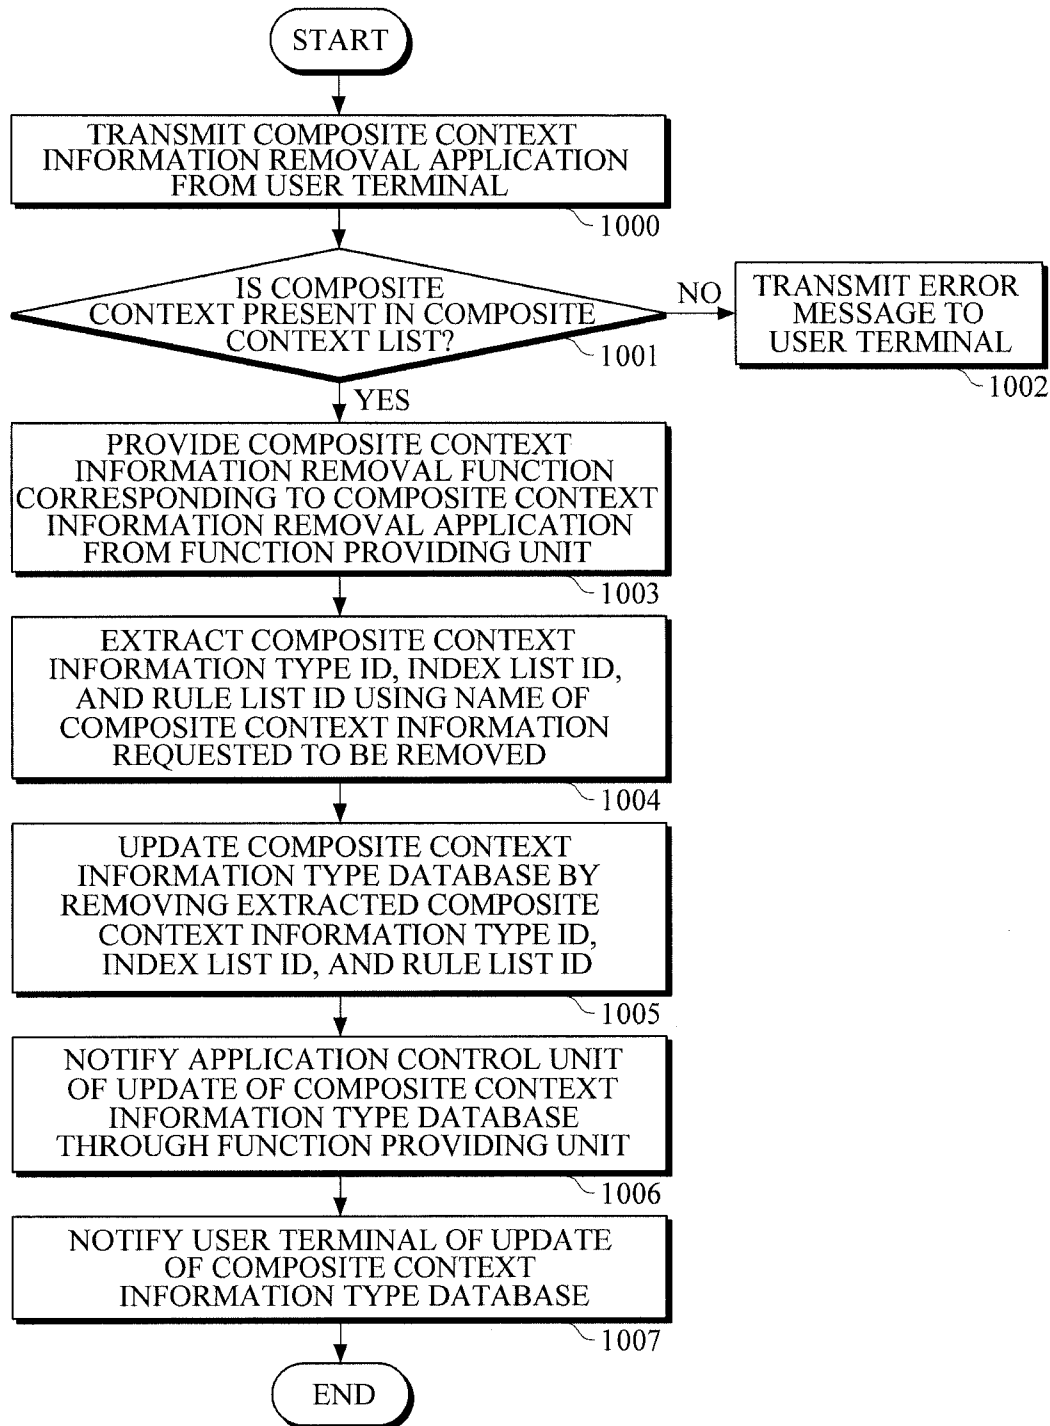 START
TRANSMIT COMPOSITE CONTEXT
INFORMATION REMOVAL APPLICATION
FROM USER TERMINAL
1000
IS COMPOSITE
CONTEXT PRESENT IN COMPOSITE
CONTEXT LIST?
1001
NO
TRANSMIT ERROR
MESSAGE TO
USER TERMINAL
1002
YES
PROVIDE COMPOSITE CONTEXT
INFORMATION REMOVAL FUNCTION
CORRESPONDING TO COMPOSITE CONTEXT
INFORMATION REMOVAL APPLICATION
FROM FUNCTION PROVIDING UNIT
1003
EXTRACT COMPOSITE CONTEXT
INFORMATION TYPE ID, INDEX LIST ID,
AND RULE LIST ID USING NAME OF
COMPOSITE CONTEXT INFORMATION
REQUESTED TO BE REMOVED
1004
UPDATE COMPOSITE CONTEXT
INFORMATION TYPE DATABASE BY
REMOVING EXTRACTED COMPOSITE
CONTEXT INFORMATION TYPE ID,
INDEX LIST ID, AND RULE LIST ID
1005
NOTIFY APPLICATION CONTROL UNIT
OF UPDATE OF COMPOSITE CONTEXT
INFORMATION TYPE DATABASE
THROUGH FUNCTION PROVIDING UNIT
1006
NOTIFY USER TERMINAL OF UPDATE
OF COMPOSITE CONTEXT
INFORMATION TYPE DATABASE
1007
END